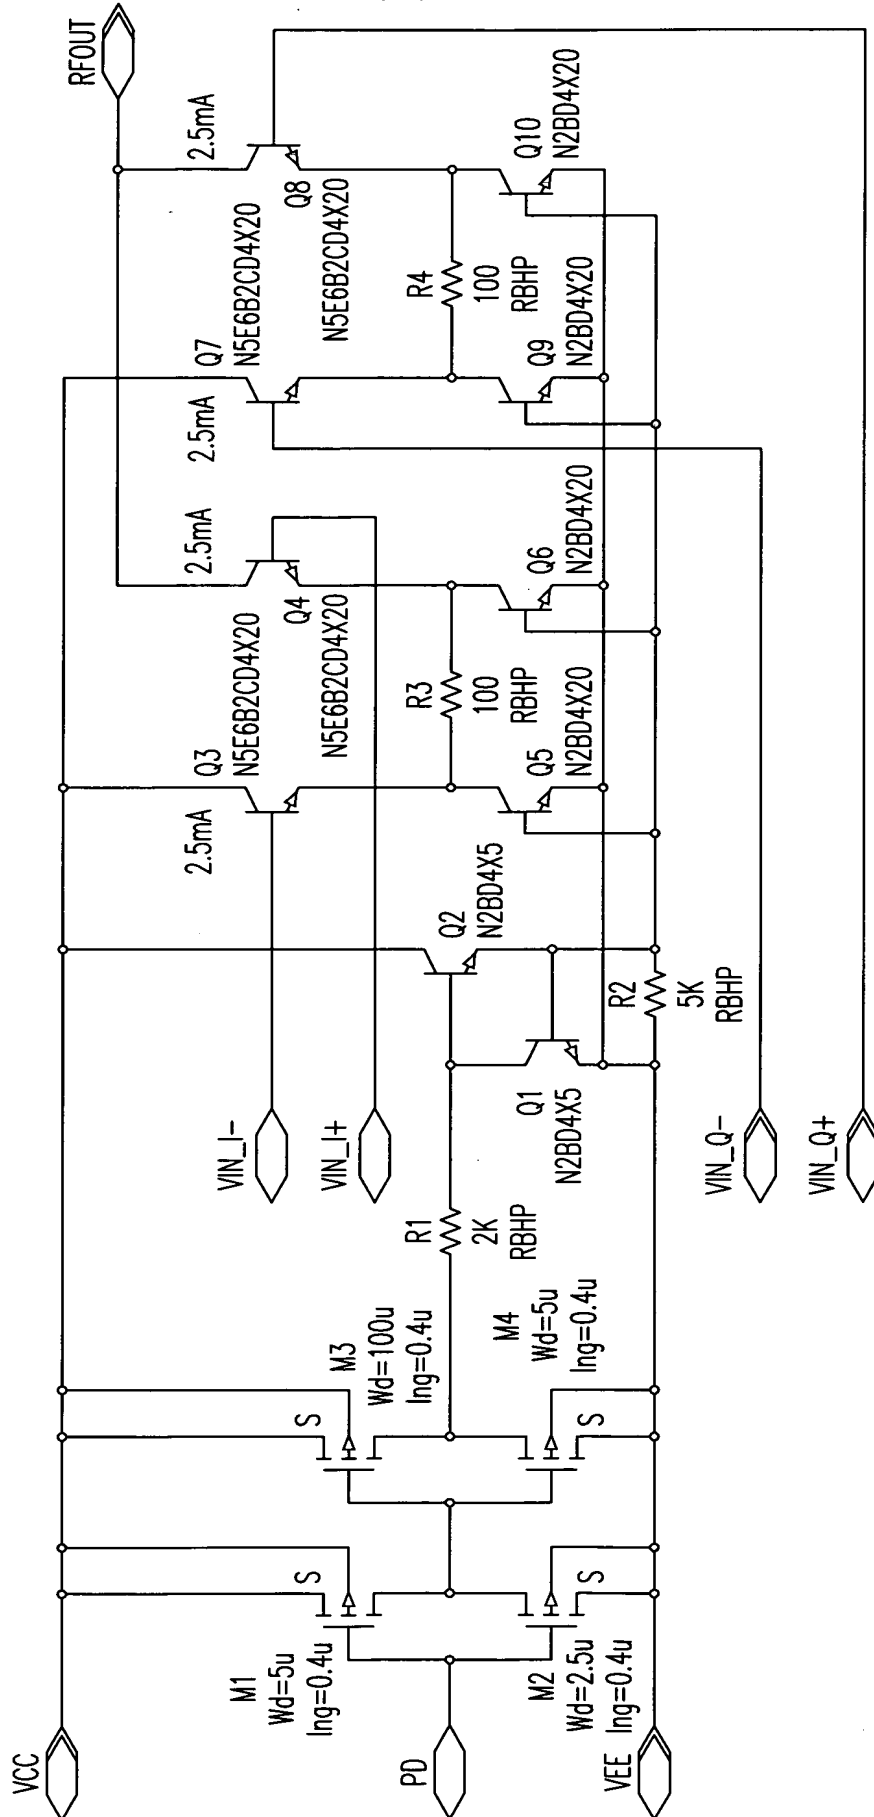 VCC
PD
VEE
M1
Wd=5u
lng=0.4u
M2
Wd=2.5u
lng=0.4u
S
S
M3
Wd=100u
lng=0.4u
M4
Wd=5u
lng=0.4u
S
S
VIN_I-
VIN_I+
VIN_Q-
VIN_Q+
R1
2K
RBHP
Q1
N2BD4X5
R2
5K
RBHP
Q2
N2BD4X5
2.5mA
Q3
N5E6B2CD4X20
Q4
N5E6B2CD4X20
2.5mA
R3
100
RBHP
Q5
N2BD4X20
Q6
N2BD4X20
2.5mA
Q7
N5E6B2CD4X20
Q8
N5E6B2CD4X20
2.5mA
R4
100
RBHP
Q9
N2BD4X20
Q10
N2BD4X20
RFOUT